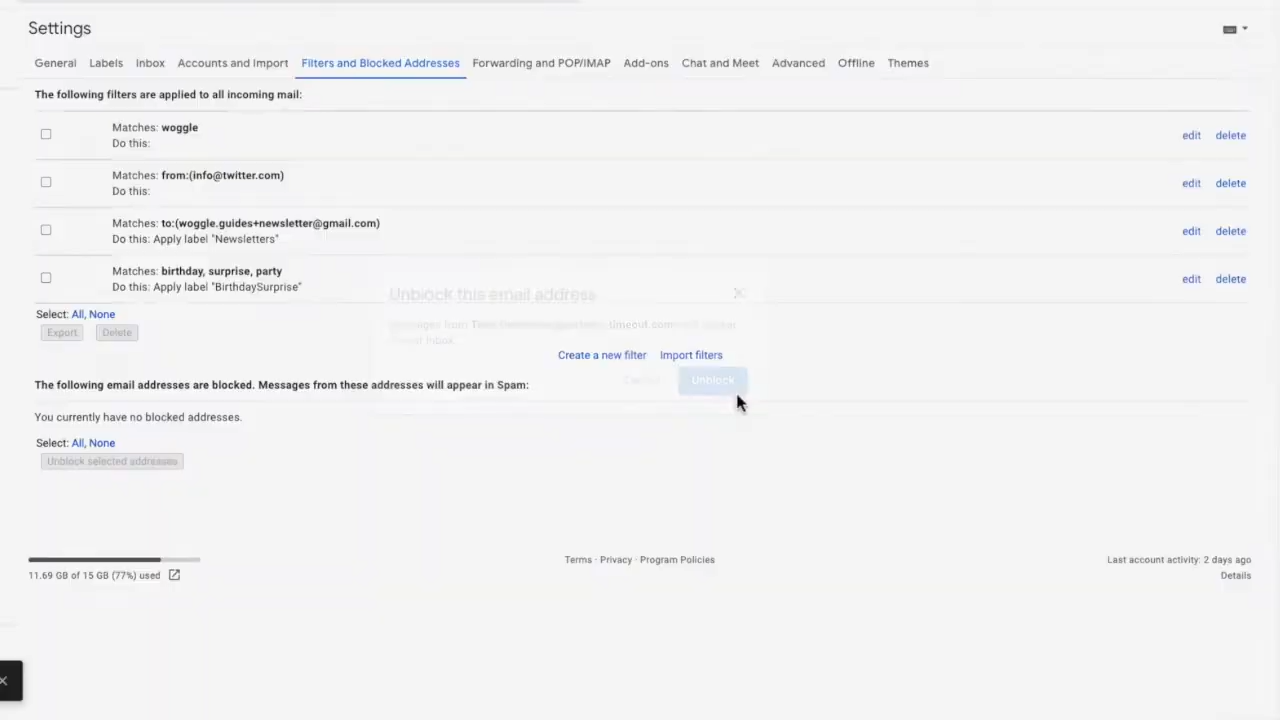 Settings
General Labels Inbox Accounts and Import Filters and Blocked Addresses Forwarding and POP/IMAP Add-ons Chat and Meet Advanced Offline Themes
The following filters are applied to all incoming mail:
Matches: woggle
Do this:
edit delete
Matches: from:(info@twitter.com)
Do this:
edit delete
Matches: to:(woggle.guides+newsletter@gmail.com)
Do this: Apply label "Newsletters"
edit delete
Matches: birthday, surprise, party
Do this: Apply label "BirthdaySurprise"
edit delete
Unblock this email address
Select: All, None
Export Delete
messages from timeout.com
Inbox.
Create a new filter Import filters
Cancel Unblock
The following email addresses are blocked. Messages from these addresses will appear in Spam:
You currently have no blocked addresses.
Select: All, None
Unblock selected addresses
Terms · Privacy · Program Policies
Last account activity: 2 days ago
11.69 GB of 15 GB (77%) used
Details